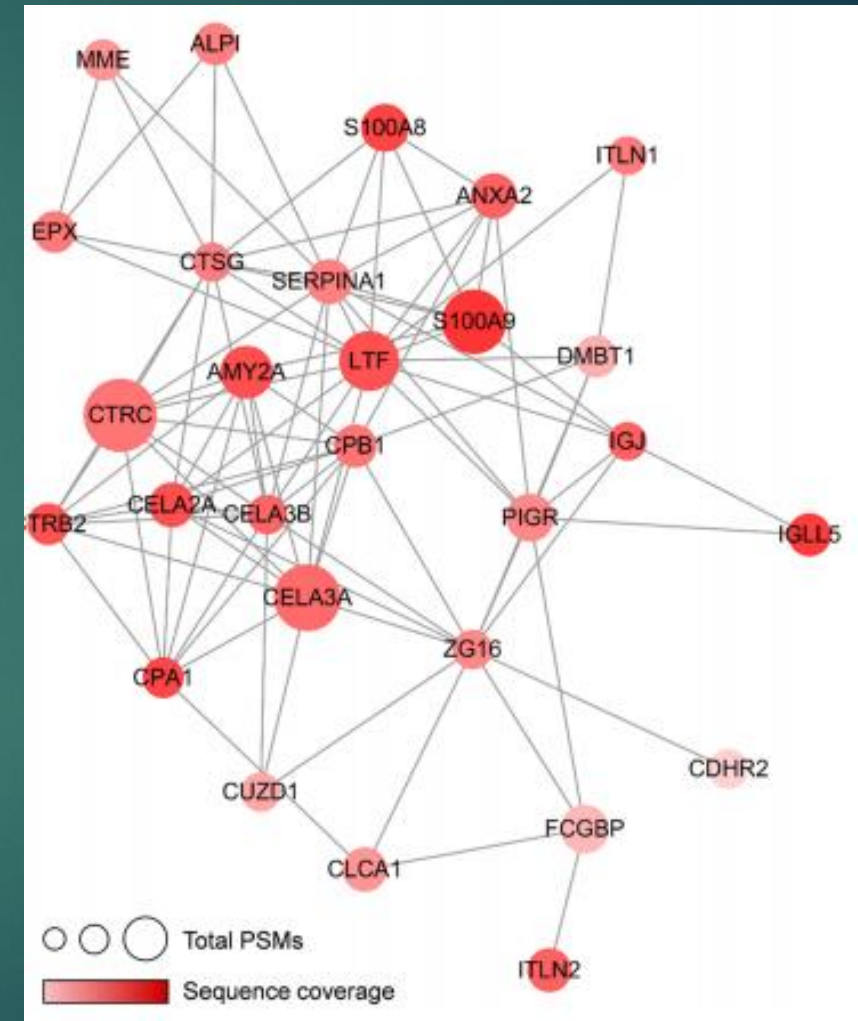 ALPI
MME
S100A8
ITLN1
ANXA2
EPX
CTSG
SERPINA1
S100A9
DMBT1
LTF
AMY2A
CTRC
IGJ
CPB1
CELA2A
CELA3B
PIGR
TRB2
IGLL5
CELA3A
ZG16
CPA1
CDHR2
CUZD1
FCGBP
CLCA1
Total PSMs
ITLN2
Sequence coverage